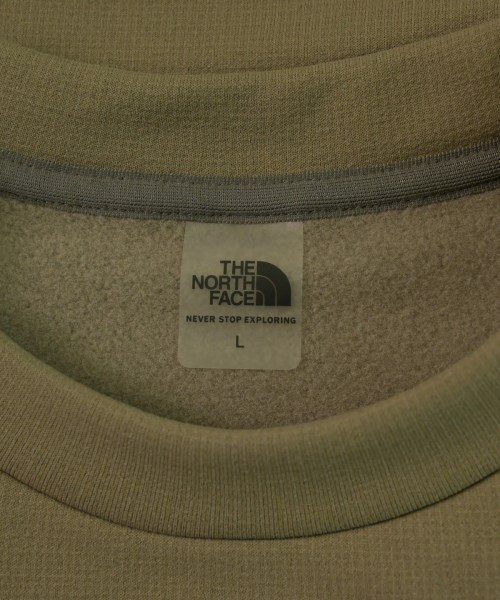 THE
NORTH
FACE
NEVER STOP EXPLORING
L